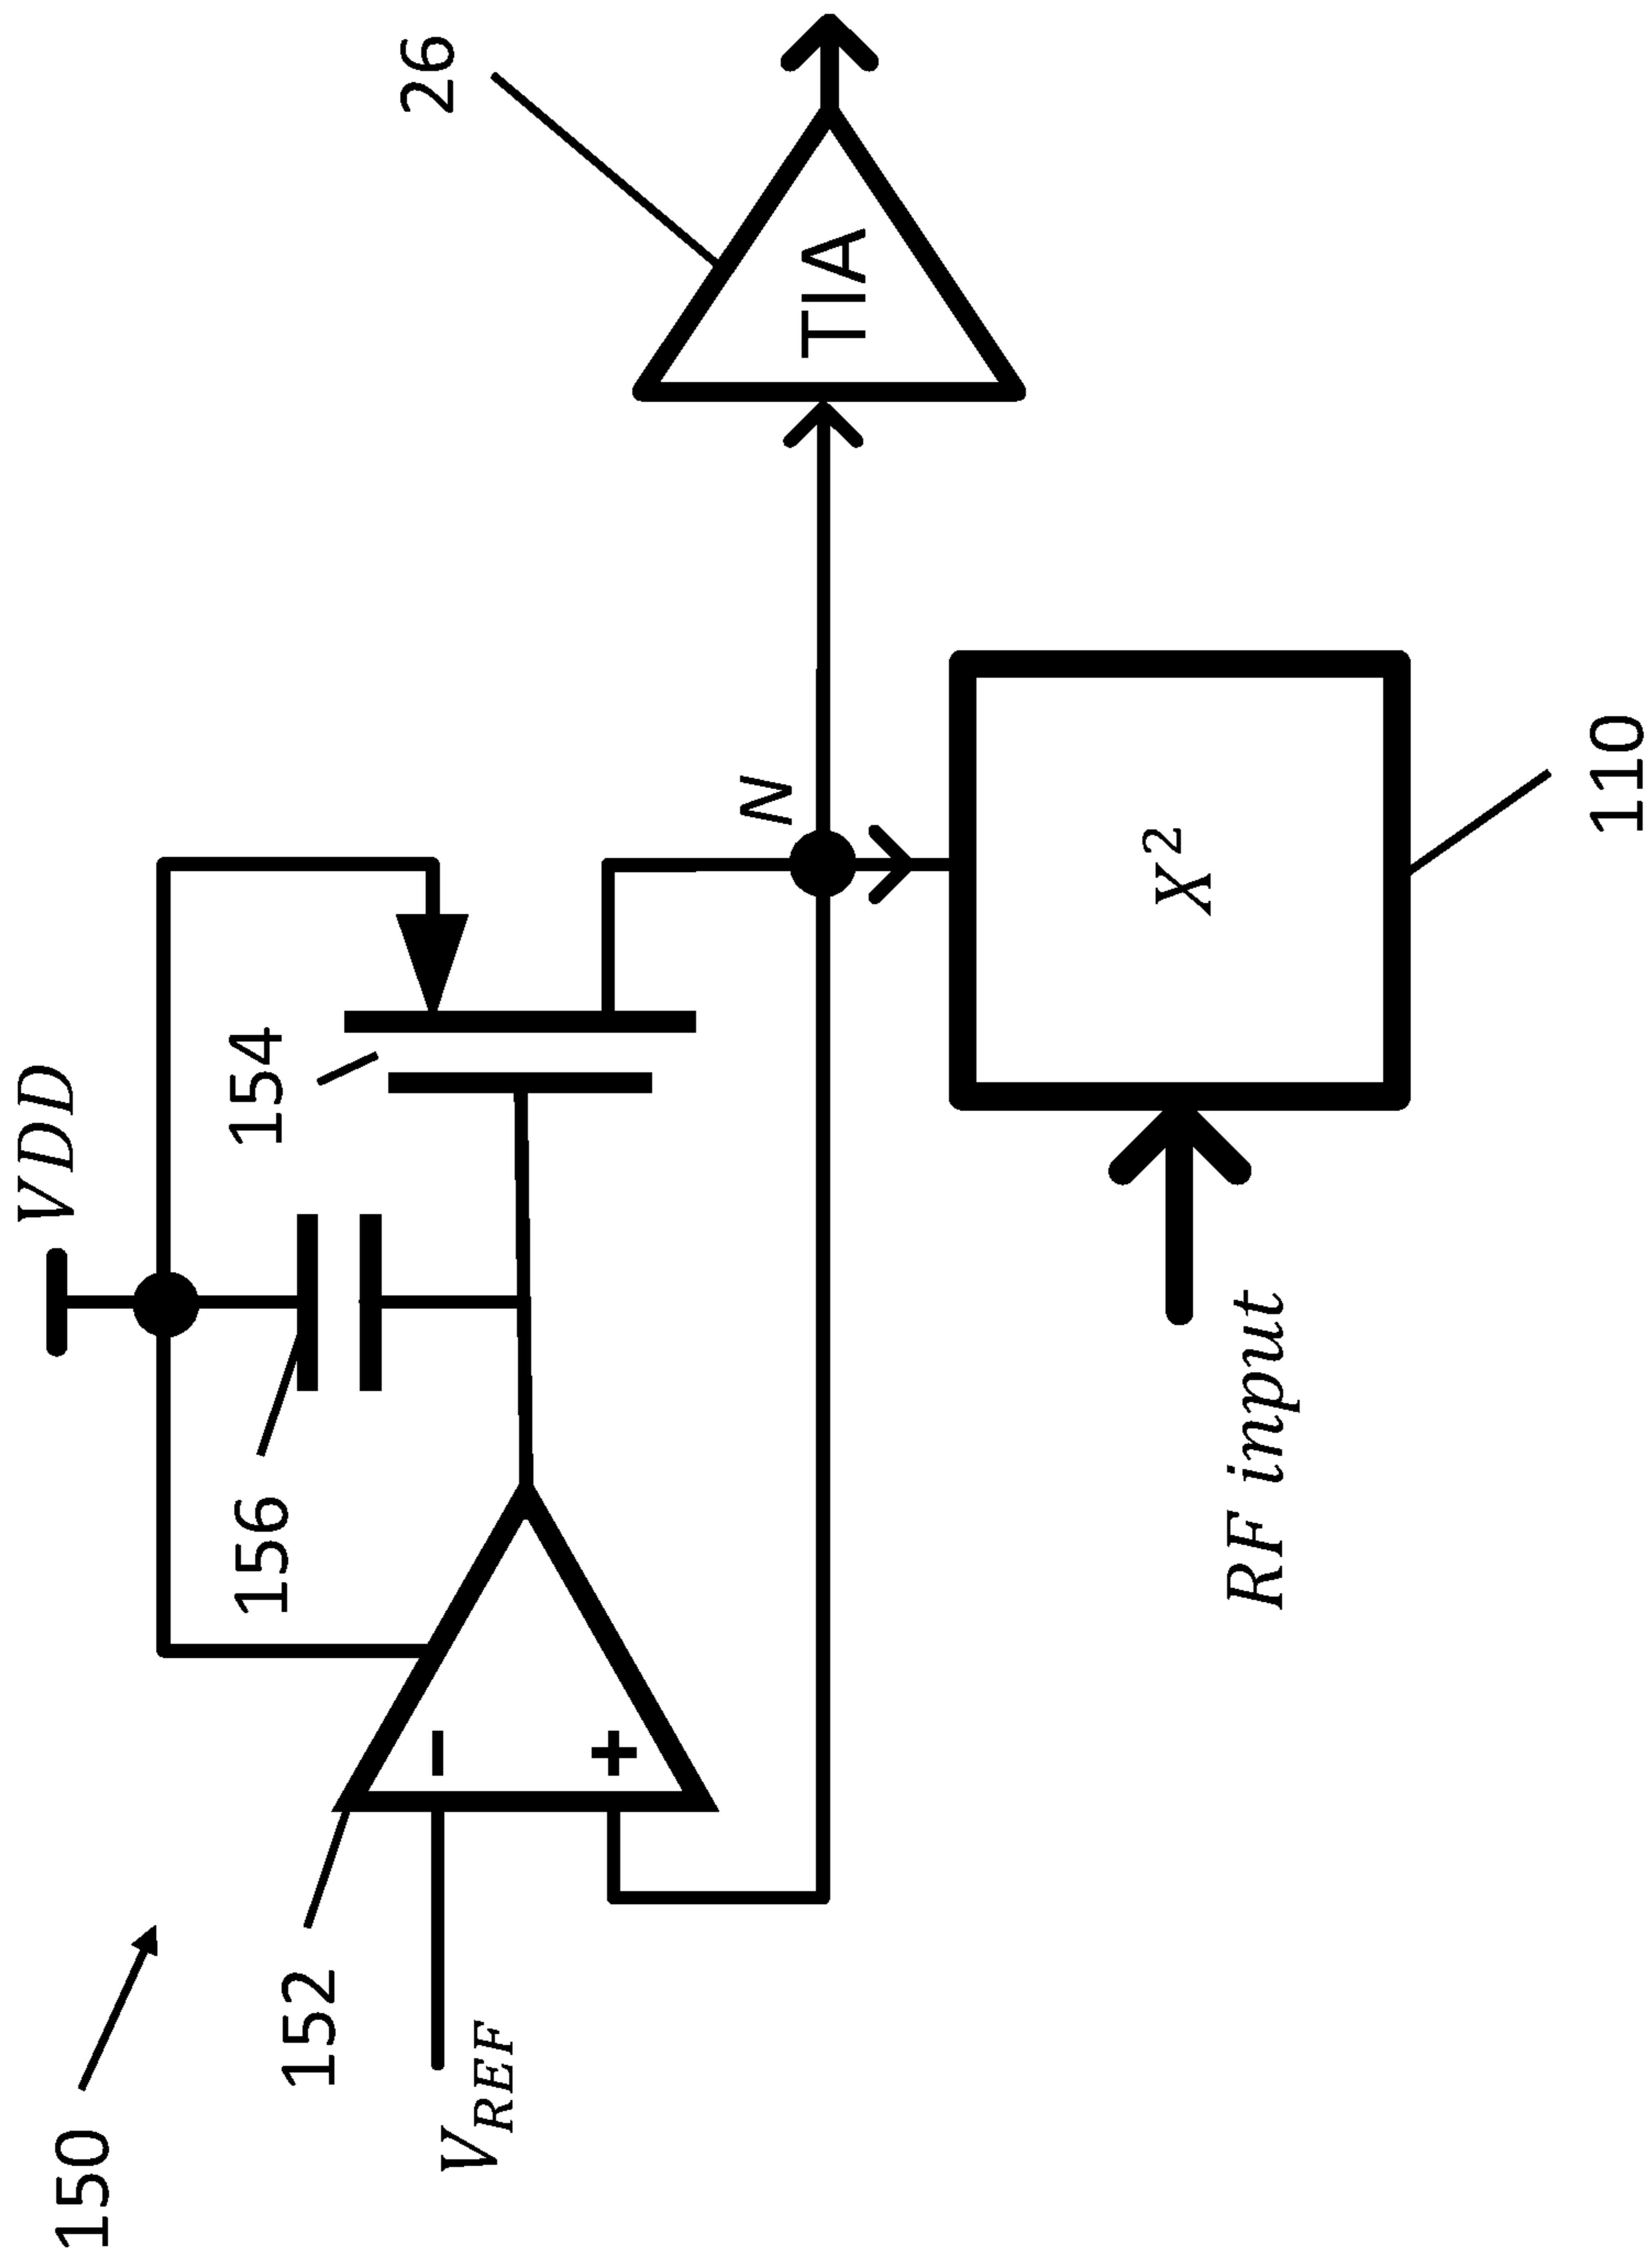 150
VDD
152
156
154
26
V_REF
−
+
N
TIA
RF input
X²
110